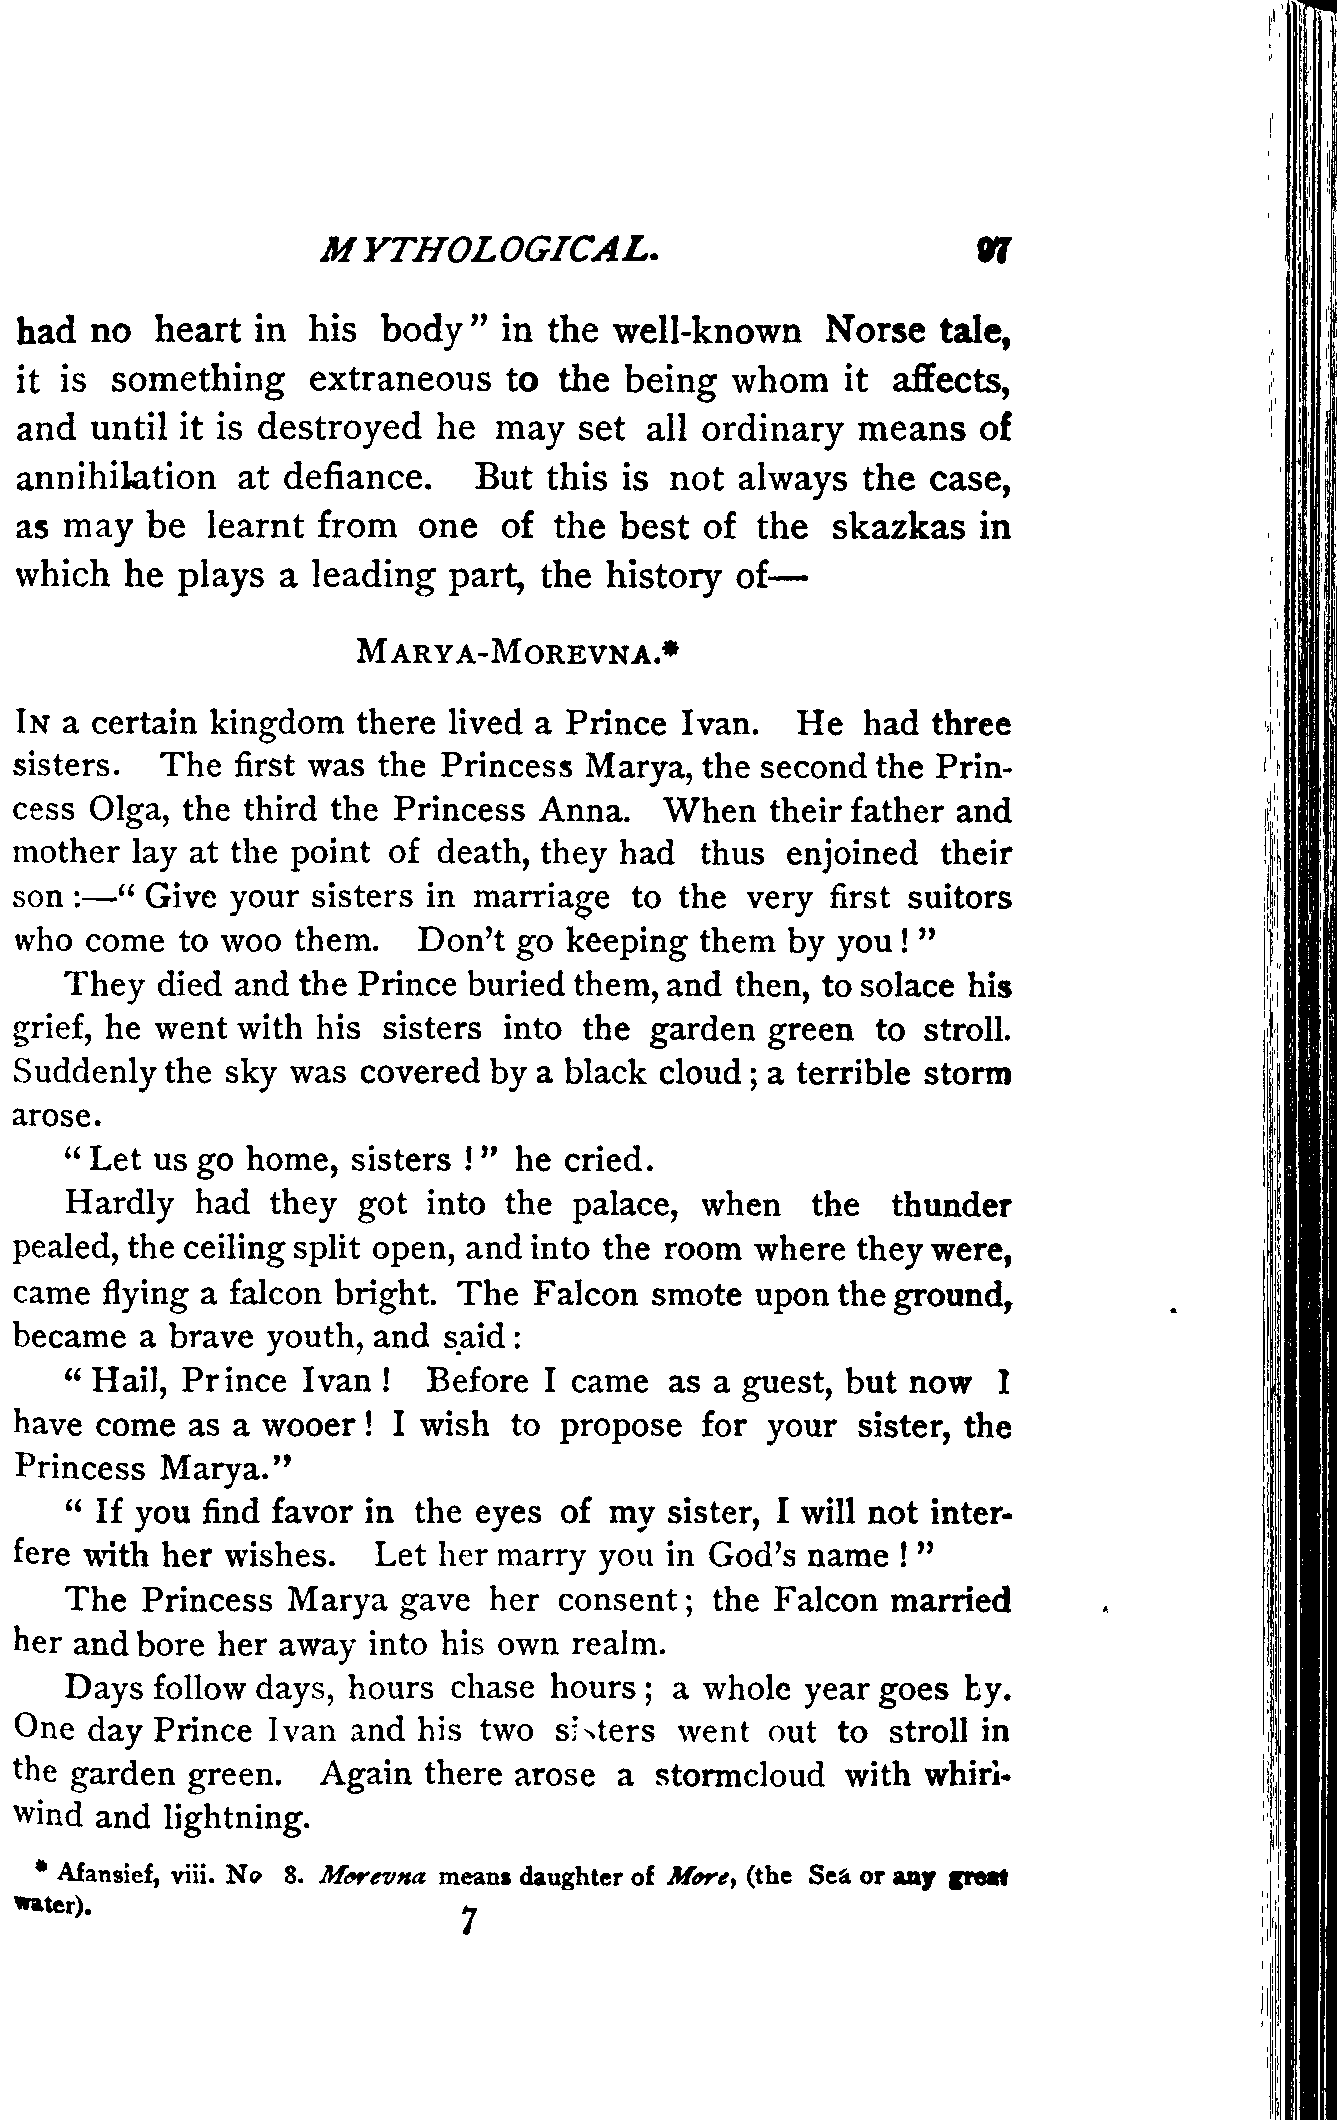 MYTHOLOGICAL. 97
had no heart in his body" in the well-known Norse tale,
it is something extraneous to the being whom it affects,
and until it is destroyed he may set all ordinary means of
annihilation at defiance. But this is not always the case,
as may be learnt from one of the best of the skazkas in
which he plays a leading part, the history of—
MARYA-MOREVNA.*
IN a certain kingdom there lived a Prince Ivan. He had three
sisters. The first was the Princess Marya, the second the Prin-
cess Olga, the third the Princess Anna. When their father and
mother lay at the point of death, they had thus enjoined their
son :—" Give your sisters in marriage to the very first suitors
who come to woo them. Don't go keeping them by you ! "
They died and the Prince buried them, and then, to solace his
grief, he went with his sisters into the garden green to stroll.
Suddenly the sky was covered by a black cloud ; a terrible storm
arose.
" Let us go home, sisters ! " he cried.
Hardly had they got into the palace, when the thunder
pealed, the ceiling split open, and into the room where they were,
came flying a falcon bright. The Falcon smote upon the ground,
became a brave youth, and said :
" Hail, Prince Ivan ! Before I came as a guest, but now I
have come as a wooer ! I wish to propose for your sister, the
Princess Marya."
" If you find favor in the eyes of my sister, I will not inter-
fere with her wishes. Let her marry you in God's name ! "
The Princess Marya gave her consent ; the Falcon married
her and bore her away into his own realm.
Days follow days, hours chase hours ; a whole year goes by.
One day Prince Ivan and his two sisters went out to stroll in
the garden green. Again there arose a stormcloud with whirl-
wind and lightning.
* Afansief, viii. No 8. Morevna means daughter of More, (the Sea or any great
water).
7